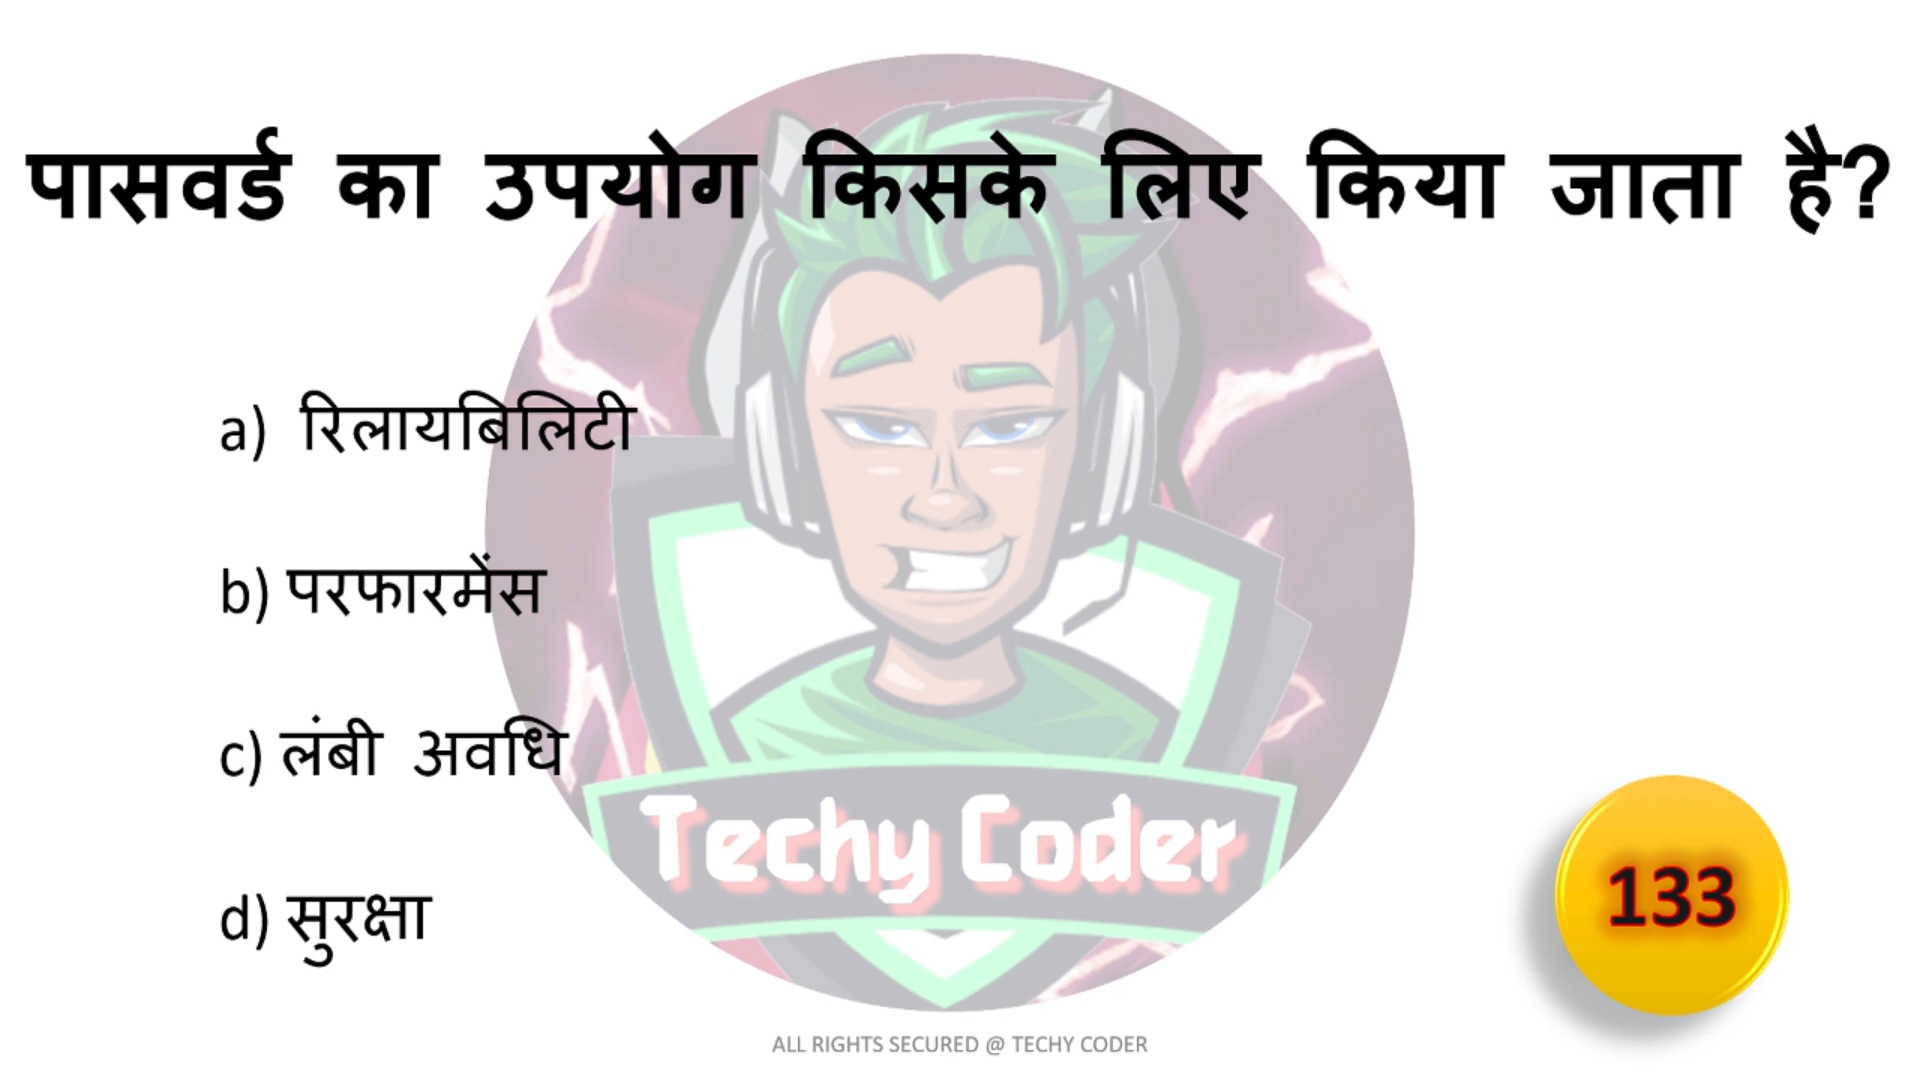 पासवर्ड का उपयोग किसके लिए किया जाता है?
a) रिलायबिलिटी
b) परफारमेंस
c) लंबी अवधि
d) सुरक्षा
Techy Coder
133
ALL RIGHTS SECURED @ TECHY CODER